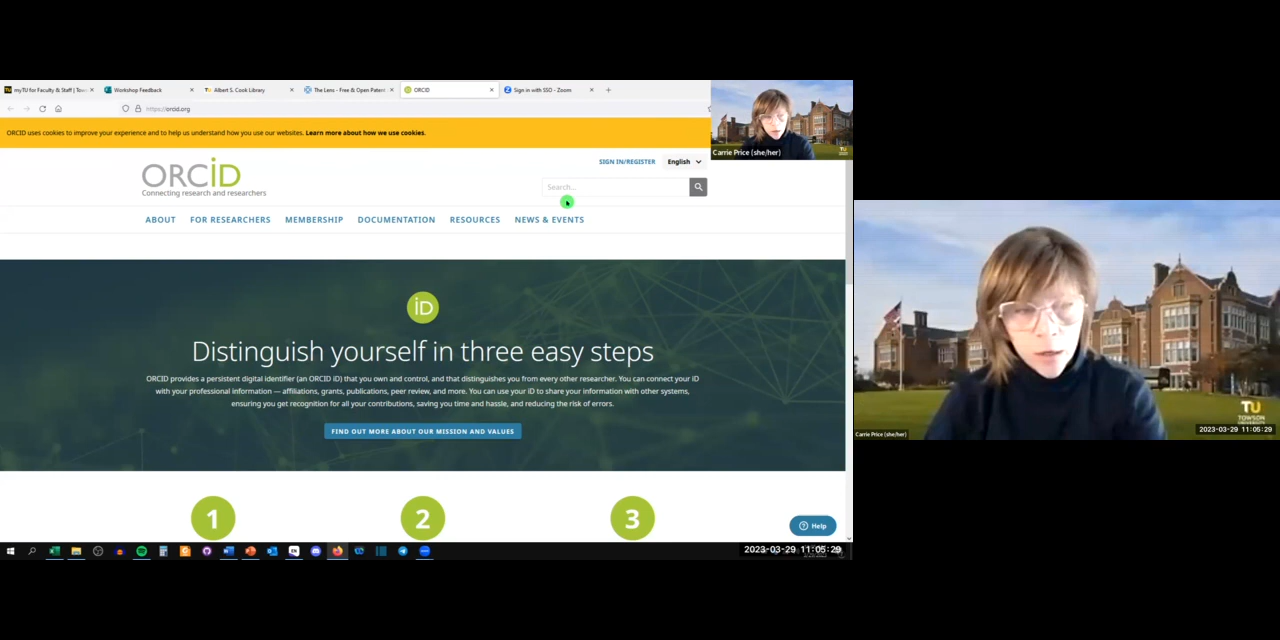 myTU for Faculty & Staff | Tow
Workshop Feedback
TU Albert S. Cook Library
The Lens - Free & Open Patent
ORCID
Sign in with SSO - Zoom
https://orcid.org
ORCID uses cookies to improve your experience and to help us understand how you use our websites. Learn more about how we use cookies.
Carrie Price (she/her)
TU
SIGN IN/REGISTER
English
ORCiD
Connecting research and researchers
Search...
ABOUT
FOR RESEARCHERS
MEMBERSHIP
DOCUMENTATION
RESOURCES
NEWS & EVENTS
iD
Distinguish yourself in three easy steps
ORCID provides a persistent digital identifier (an ORCID iD) that you own and control, and that distinguishes you from every other researcher. You can connect your iD
with your professional information — affiliations, grants, publications, peer review, and more. You can use your iD to share your information with other systems,
ensuring you get recognition for all your contributions, saving you time and hassle, and reducing the risk of errors.
FIND OUT MORE ABOUT OUR MISSION AND VALUES
1
2
3
Help
2023-03-29 11:05:29
TU
TOWSON
UNIVERSITY
Carrie Price (she/her)
2023-03-29 11:05:29